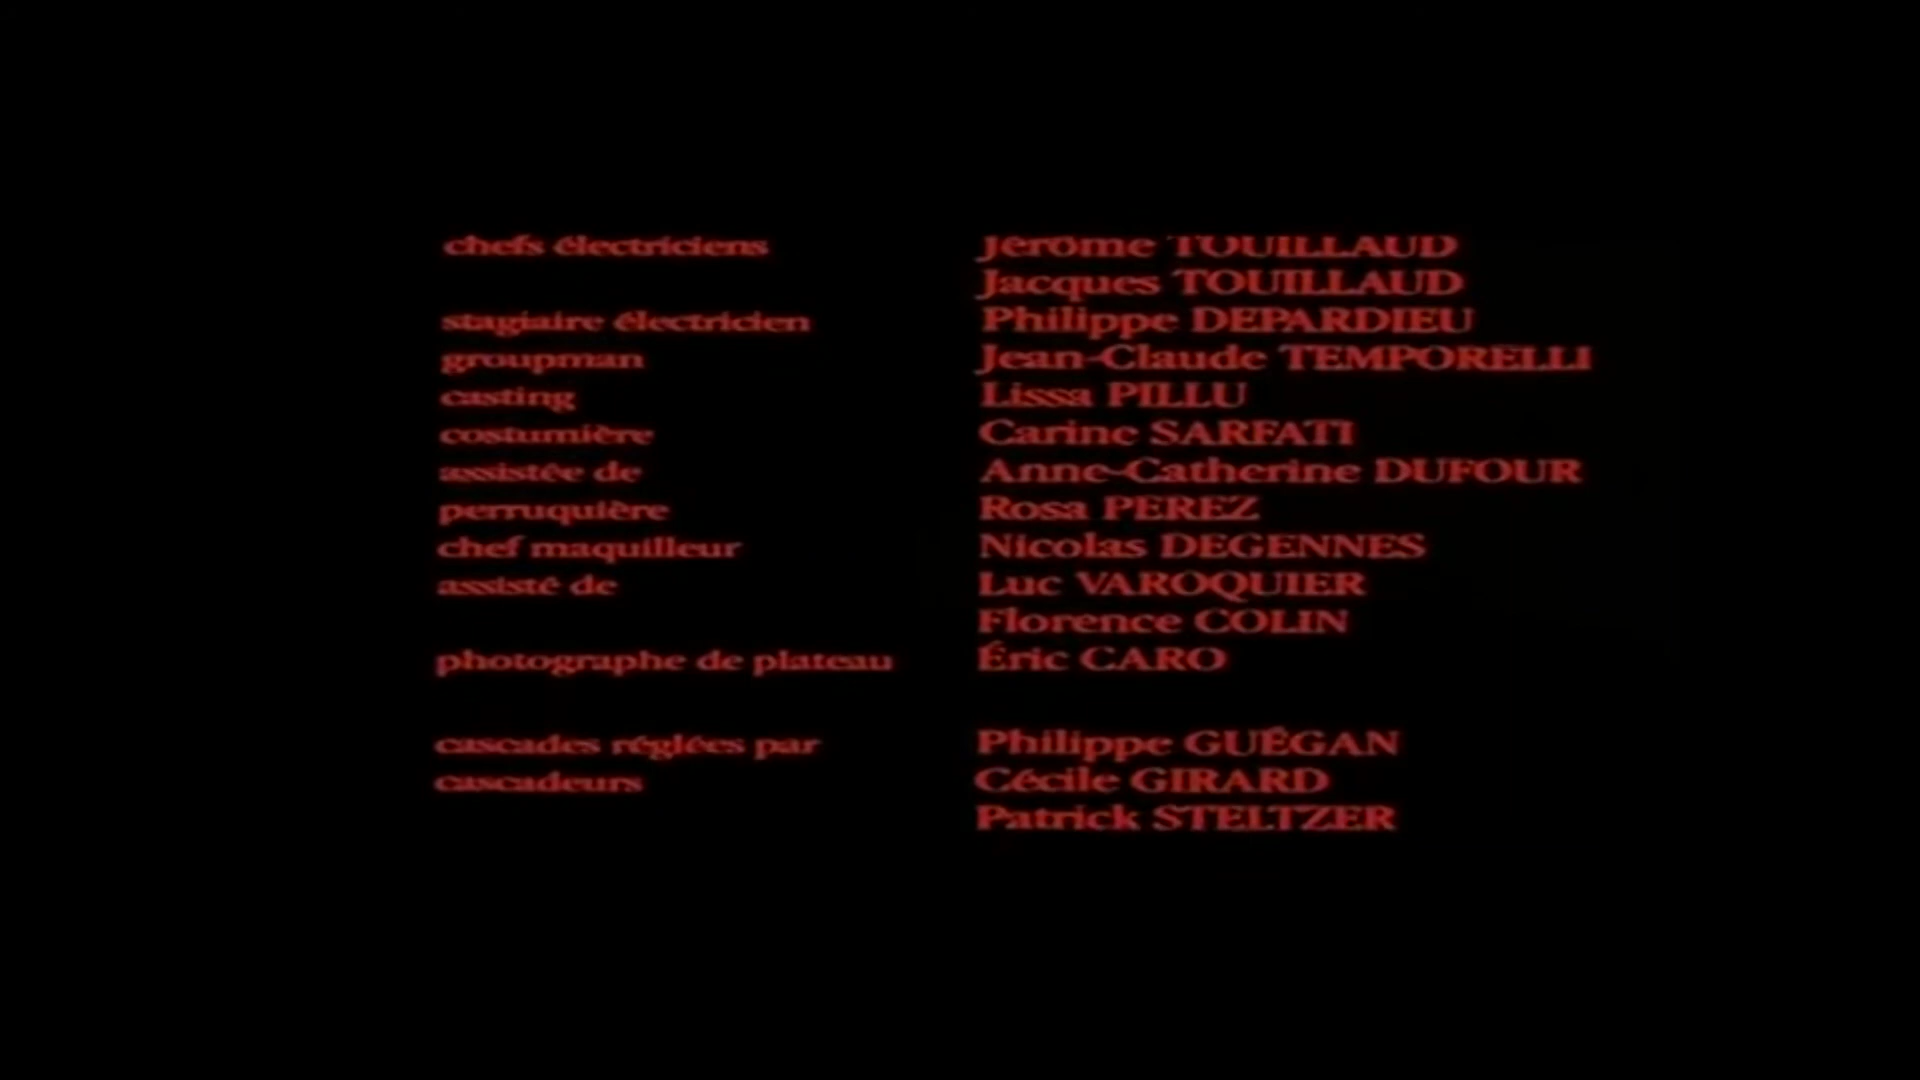 chefs électriciens Jérôme TOUILLAUD
Jacques TOUILLAUD
stagiaire électricien Philippe DEPARDIEU
groupman Jean-Claude TEMPORELLI
casting Lissa PILLU
costumière Carine SARFATI
assistée de Anne-Catherine DUFOUR
perruquière Rosa PEREZ
chef maquilleur Nicolas DEGENNES
assisté de Luc VAROQUIER
Florence COLIN
photographe de plateau Éric CARO
cascades réglées par Philippe GUÉGAN
cascadeurs Cécile GIRARD
Patrick STELTZER